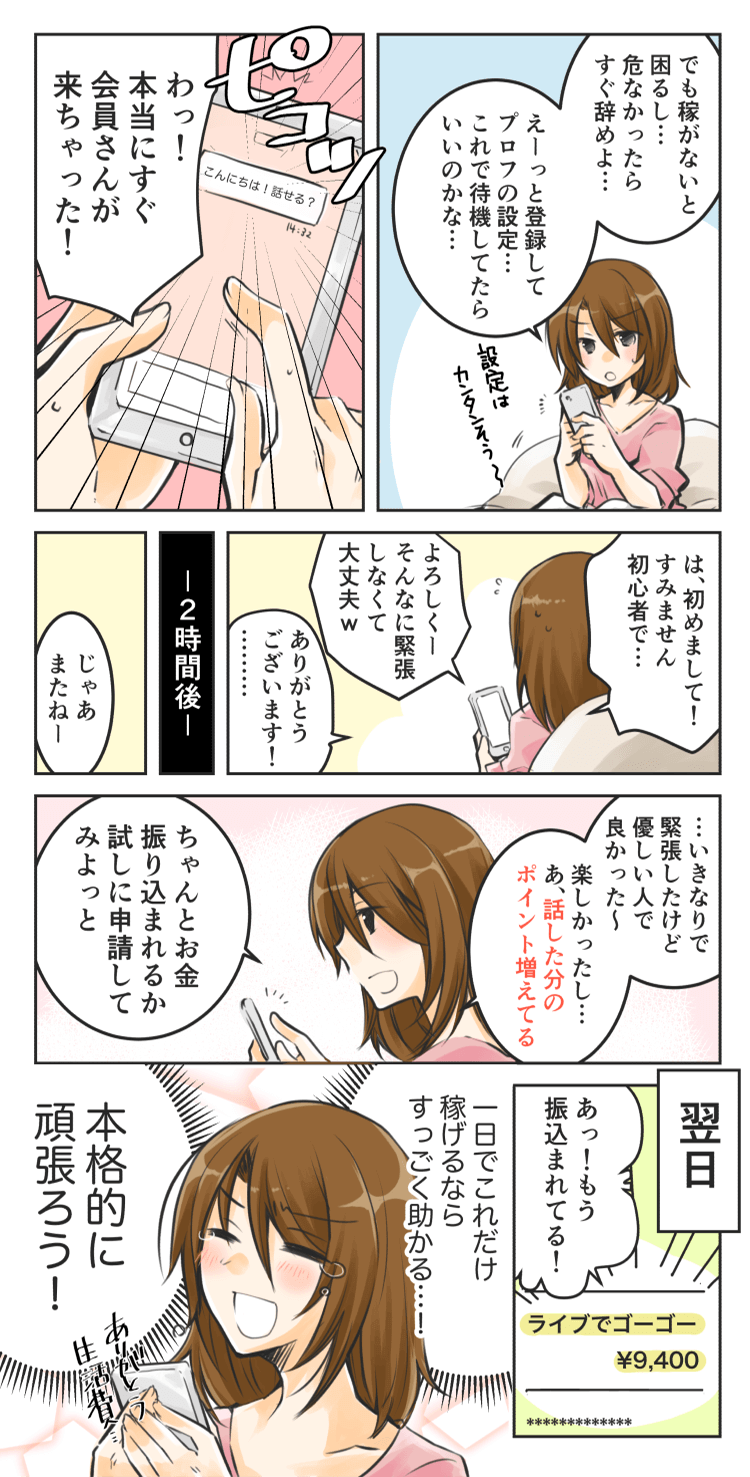 でも稼がないと
困るし…
危なかったら
すぐ辞めよ…
えーっと登録して
プロフの設定…
これで待機してたら
いいのかな…
設定は
カンタンそう〜
ピコッ
こんにちは！話せる？
14:32
わっ！
本当にすぐ
会員さんが
来ちゃった！
は、初めまして！
すみません
初心者で…
よろしくー
そんなに緊張
しなくて
大丈夫w
ありがとう
ございます！
………
ー2時間後ー
じゃあ
またねー
…いきなりで
緊張したけど
優しい人で
良かった〜
楽しかったし…
あ、話した分の
ポイント増えてる
ちゃんとお金
振り込まれるか
試しに申請して
みよっと
翌日
あっ！もう
振込まれてる！
ライブでゴーゴー
¥9,400
*************
一日でこれだけ
稼げるなら
すっごく助かる…！
本格的に
頑張ろう！
ありがとう
生活費